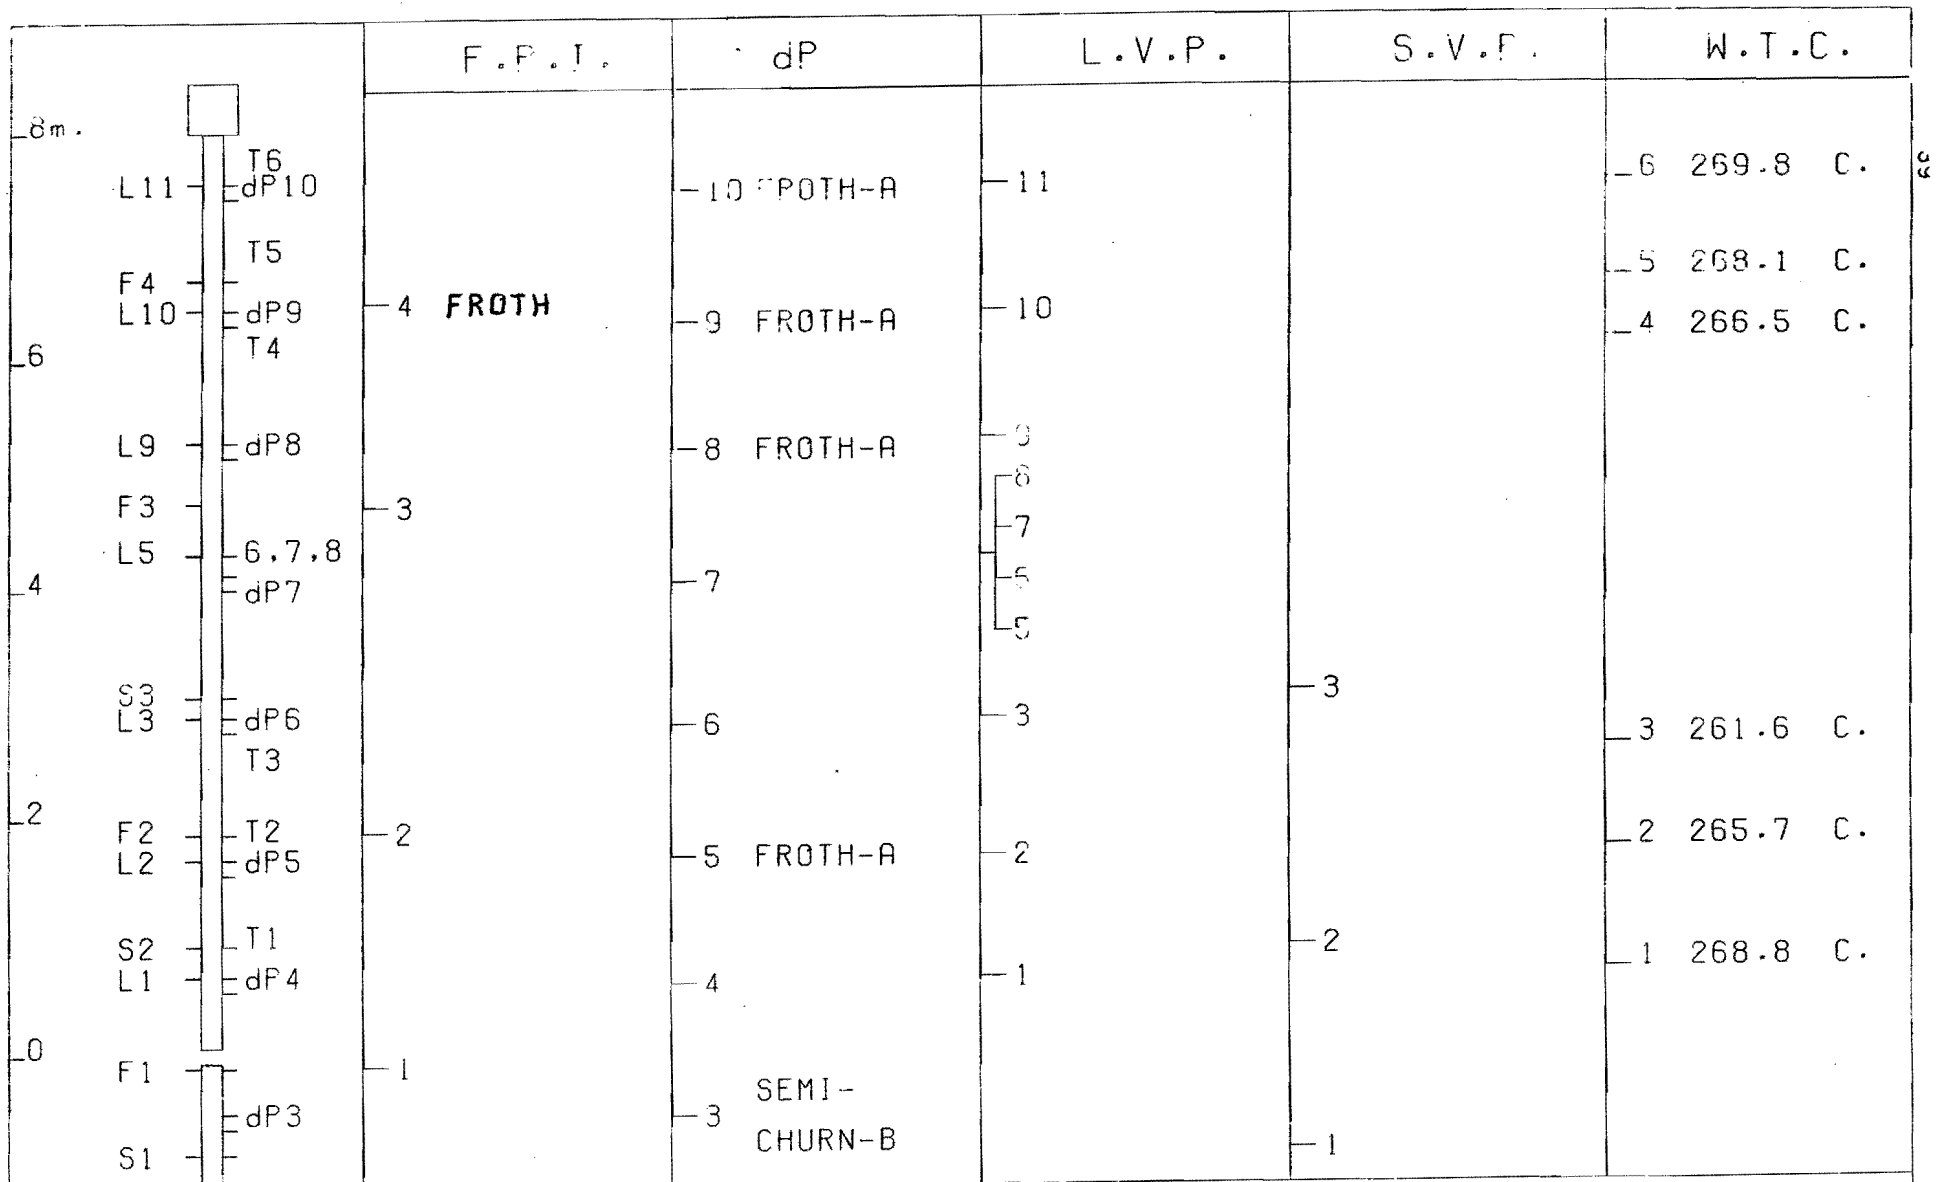 F.P.I. dP L.V.P. S.V.P. W.T.C.
8m.
T6
L11 dP10 10 FROTH-A 11 6 269.8 C.
T5 5 268.1 C.
F4
L10 dP9 4 FROTH 9 FROTH-A 10 4 266.5 C.
T4
6
L9 dP8 8 FROTH-A 9
8
F3 3
7
L5 6,7,8
4 dP7 7 6
5
S3 3
L3 dP6 6 3 3 261.6 C.
T3
2
F2 T2 2 2 265.7 C.
L2 dP5 5 FROTH-A 2
S2 T1 2 1 268.8 C.
L1 dP4 4 1
0
F1 1
SEMI-
dP3 3
CHURN-B
S1 1